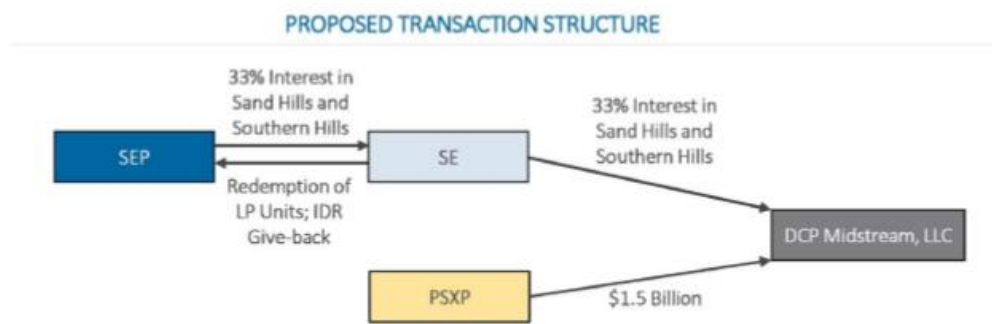 PROPOSED TRANSACTION STRUCTURE
33% Interest in
Sand Hills and
Southern Hills
33% Interest in
Sand Hills and
Southern Hills
SEP
SE
Redemption of
LP Units; IDR
Give-back
DCP Midstream, LLC
PSXP
$1.5 Billion